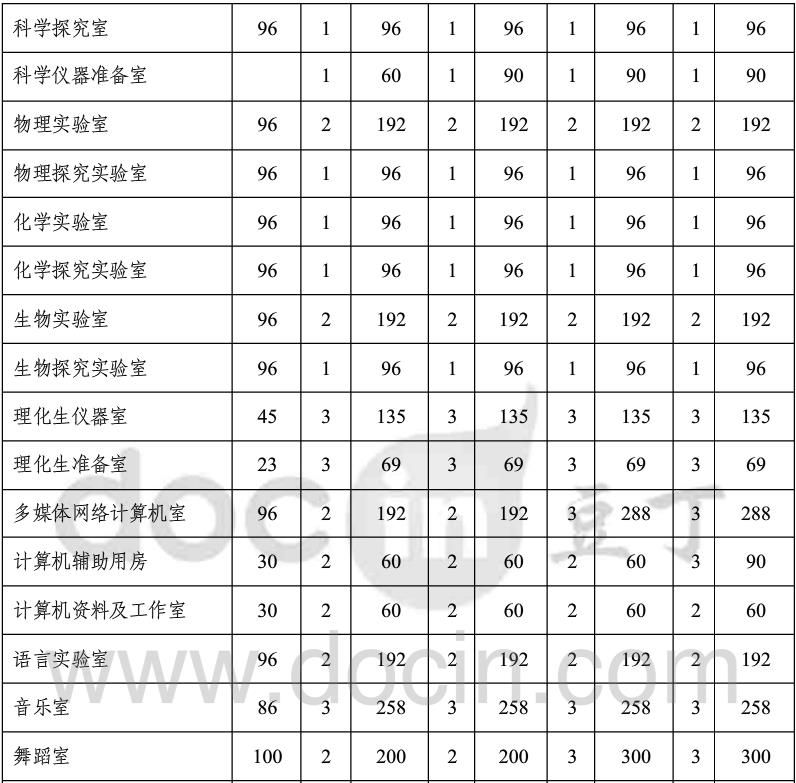 科学探究室 96 1 96 1 96 1 96 1 96
科学仪器准备室 1 60 1 90 1 90 1 90
物理实验室 96 2 192 2 192 2 192 2 192
物理探究实验室 96 1 96 1 96 1 96 1 96
化学实验室 96 1 96 1 96 1 96 1 96
化学探究实验室 96 1 96 1 96 1 96 1 96
生物实验室 96 2 192 2 192 2 192 2 192
生物探究实验室 96 1 96 1 96 1 96 1 96
理化生仪器室 45 3 135 3 135 3 135 3 135
理化生准备室 23 3 69 3 69 3 69 3 69
多媒体网络计算机室 96 2 192 2 192 3 288 3 288
计算机辅助用房 30 2 60 2 60 2 60 3 90
计算机资料及工作室 30 2 60 2 60 2 60 2 60
语言实验室 96 2 192 2 192 2 192 2 192
音乐室 86 3 258 3 258 3 258 3 258
舞蹈室 100 2 200 2 200 3 300 3 300
docin 豆丁
www.docin.com